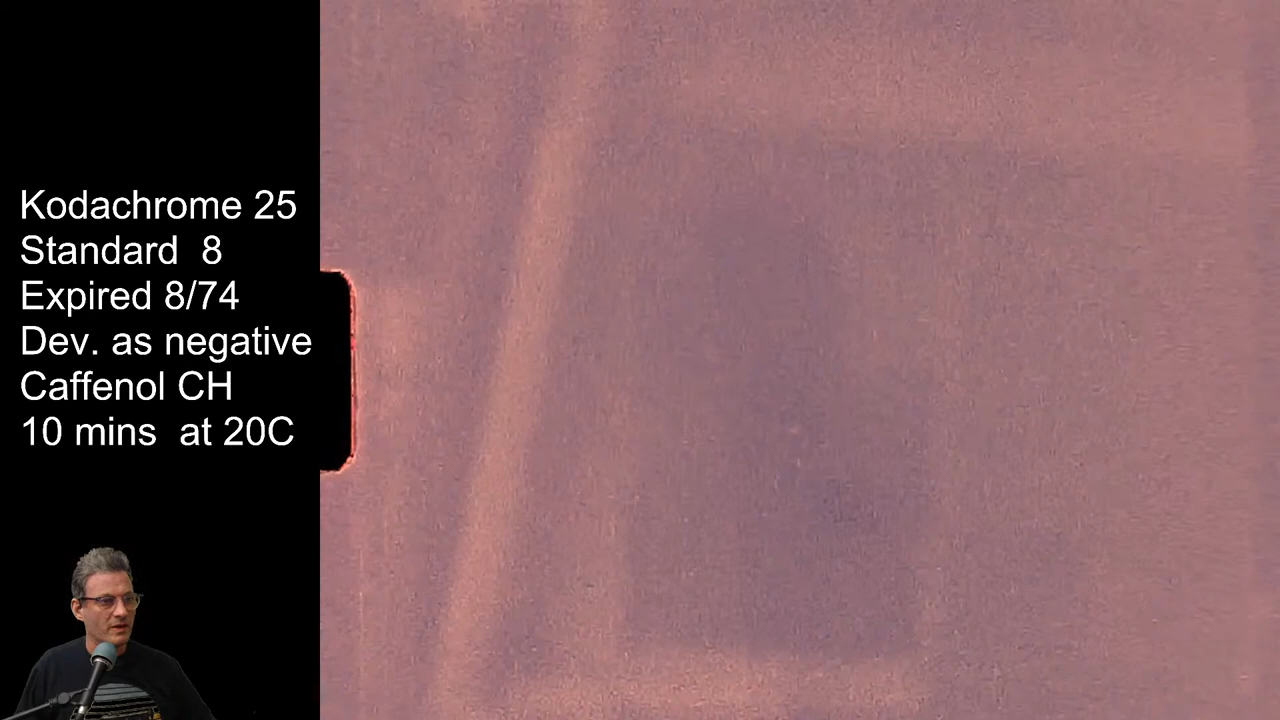 Kodachrome 25
Standard  8
Expired 8/74
Dev. as negative
Caffenol CH
10 mins  at 20C